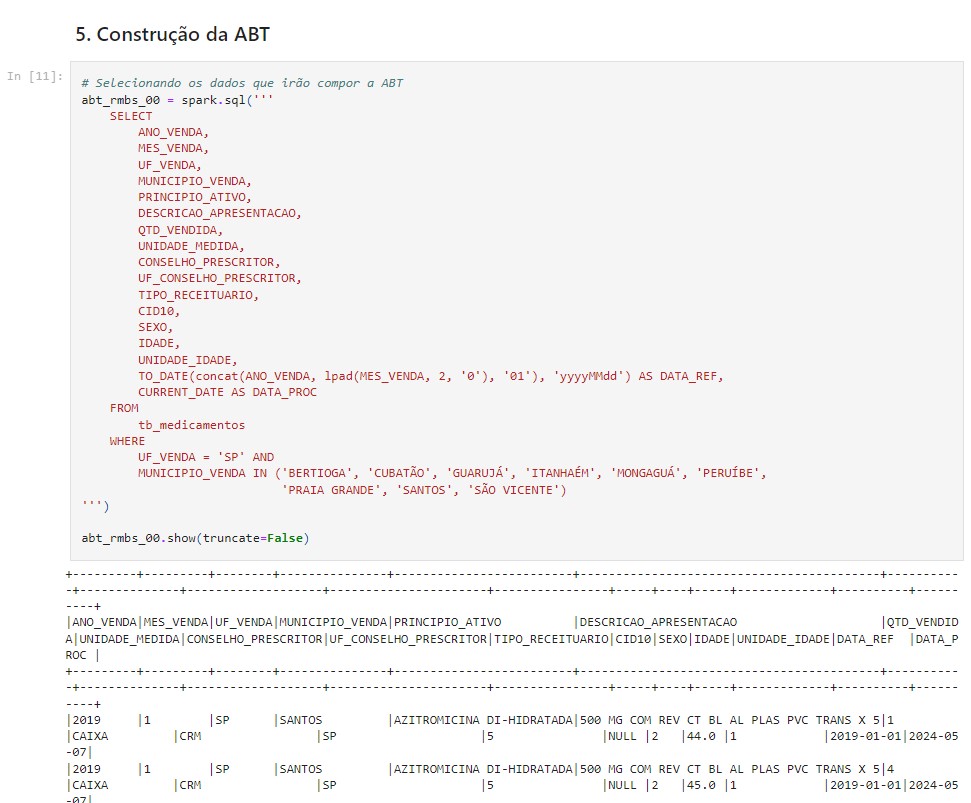 5. Construção da ABT
In [11]:
# Selecionando os dados que irão compor a ABT
abt_rmbs_00 = spark.sql('''
    SELECT
        ANO_VENDA,
        MES_VENDA,
        UF_VENDA,
        MUNICIPIO_VENDA,
        PRINCIPIO_ATIVO,
        DESCRICAO_APRESENTACAO,
        QTD_VENDIDA,
        UNIDADE_MEDIDA,
        CONSELHO_PRESCRITOR,
        UF_CONSELHO_PRESCRITOR,
        TIPO_RECEITUARIO,
        CID10,
        SEXO,
        IDADE,
        UNIDADE_IDADE,
        TO_DATE(concat(ANO_VENDA, lpad(MES_VENDA, 2, '0'), '01'), 'yyyyMMdd') AS DATA_REF,
        CURRENT_DATE AS DATA_PROC
    FROM
        tb_medicamentos
    WHERE
        UF_VENDA = 'SP' AND
        MUNICIPIO_VENDA IN ('BERTIOGA', 'CUBATÃO', 'GUARUJÁ', 'ITANHAÉM', 'MONGAGUÁ', 'PERUÍBE',
                            'PRAIA GRANDE', 'SANTOS', 'SÃO VICENTE')
''')
abt_rmbs_00.show(truncate=False)
+---------+---------+--------+---------------+-------------------------+------------------------------------------+----------
-+--------------+-------------------+----------------------+----------------+-----+----+-----+-------------+----------+------
----+
|ANO_VENDA|MES_VENDA|UF_VENDA|MUNICIPIO_VENDA|PRINCIPIO_ATIVO          |DESCRICAO_APRESENTACAO                    |QTD_VENDID
A|UNIDADE_MEDIDA|CONSELHO_PRESCRITOR|UF_CONSELHO_PRESCRITOR|TIPO_RECEITUARIO|CID10|SEXO|IDADE|UNIDADE_IDADE|DATA_REF  |DATA_P
ROC |
+---------+---------+--------+---------------+-------------------------+------------------------------------------+----------
-+--------------+-------------------+----------------------+----------------+-----+----+-----+-------------+----------+------
----+
|2019     |1        |SP      |SANTOS         |AZITROMICINA DI-HIDRATADA|500 MG COM REV CT BL AL PLAS PVC TRANS X 5|1
|CAIXA         |CRM                |SP                    |5               |NULL |2   |44.0 |1            |2019-01-01|2024-05
-07|
|2019     |1        |SP      |SANTOS         |AZITROMICINA DI-HIDRATADA|500 MG COM REV CT BL AL PLAS PVC TRANS X 5|4
|CAIXA         |CRM                |SP                    |5               |NULL |2   |45.0 |1            |2019-01-01|2024-05
-07|